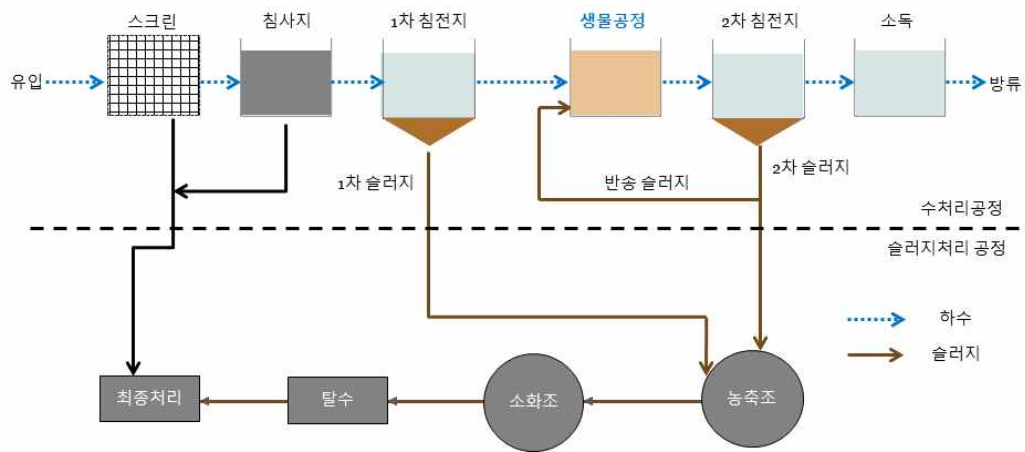 스크린
침사지
1차 침전지
생물공정
2차 침전지
소독
유입
방류
1차 슬러지
반송 슬러지
2차 슬러지
수처리공정
슬러지처리 공정
하수
슬러지
최종처리
탈수
소화조
농축조